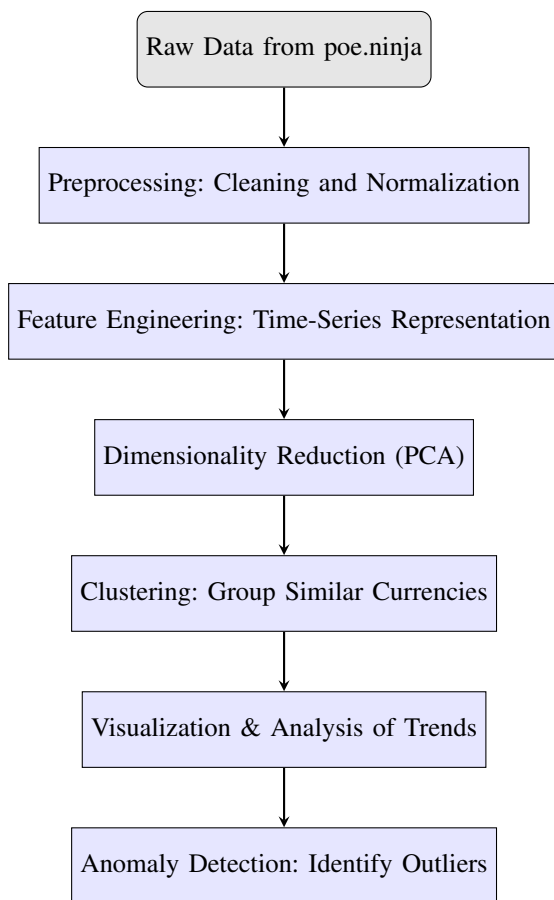 Raw Data from poe.ninja
Preprocessing: Cleaning and Normalization
Feature Engineering: Time-Series Representation
Dimensionality Reduction (PCA)
Clustering: Group Similar Currencies
Visualization & Analysis of Trends
Anomaly Detection: Identify Outliers